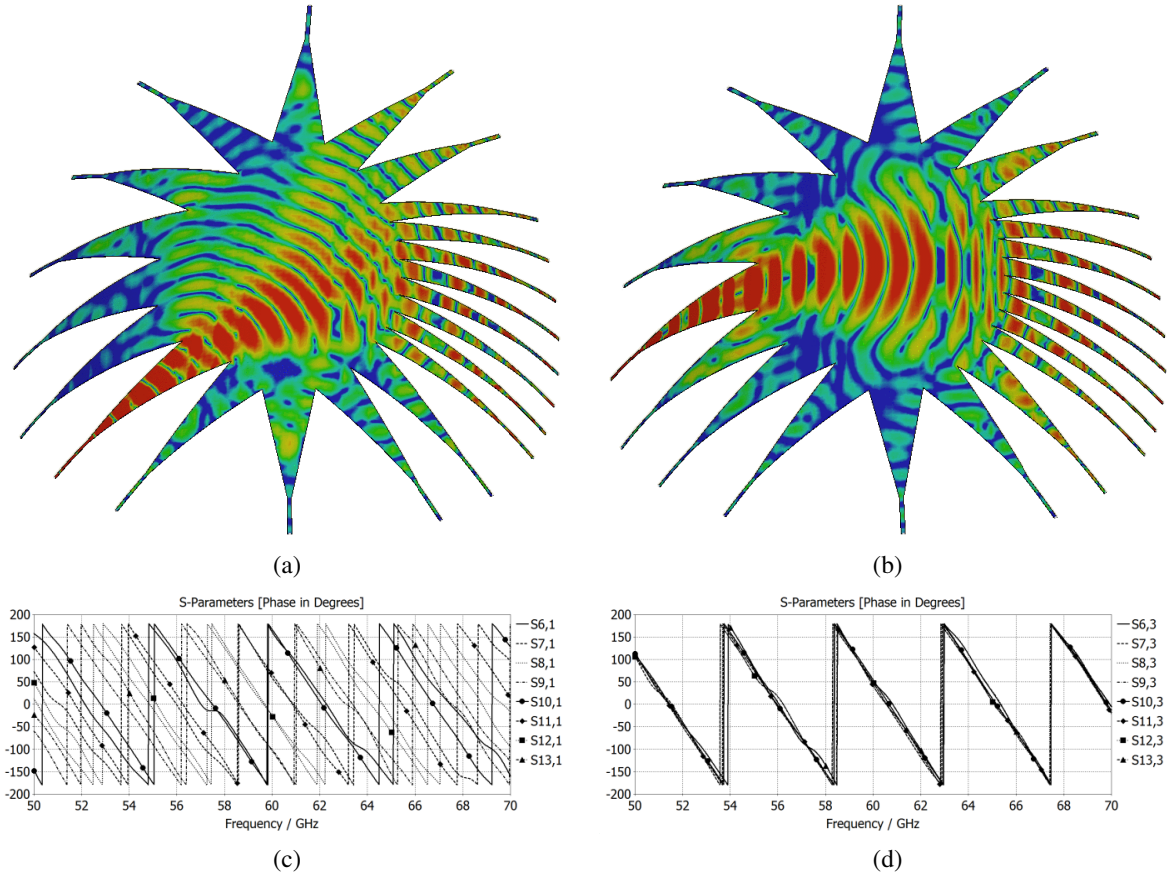 (a)
(b)
S-Parameters [Phase in Degrees]
200
150
100
50
0
-50
-100
-150
-200
50 52 54 56 58 60 62 64 66 68 70
Frequency / GHz
S6,1
S7,1
S8,1
S9,1
S10,1
S11,1
S12,1
S13,1
(c)
S-Parameters [Phase in Degrees]
200
150
100
50
0
-50
-100
-150
-200
50 52 54 56 58 60 62 64 66 68 70
Frequency / GHz
S6,3
S7,3
S8,3
S9,3
S10,3
S11,3
S12,3
S13,3
(d)